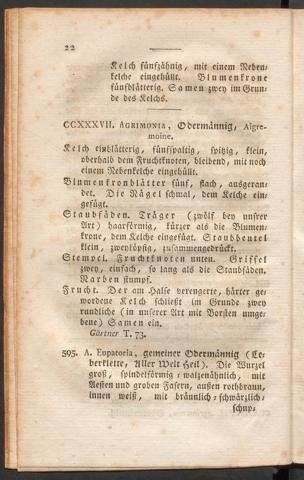 22
Kelch fünfzähnig, mit einem Neben-
kelche eingehüllt. Blumenkrone
fünfblätterig. Samen zwey im Grun-
de des Kelchs.
CCXXXVII. AGRIMONIA, Odermännig, Aigre-
moine.
Kelch einblätterig, fünfspaltig, spitzig, klein,
oberhalb dem Fruchtknoten, bleibend, mit noch
einem Nebenkelche eingehüllt.
Blumenkronblätter fünf, flach, ausgeran-
det. Die Nägel schmal, dem Kelche ein-
gefügt.
Staubfäden. Träger (zwölf bey unsrer
Art) haarförmig, kürzer als die Blumen-
krone, dem Kelche eingefügt. Staubbeutel
klein, zweyköpfig, zusammengedrückt.
Stempel. Fruchtknoten unten. Griffel
zwey, einfach, so lang als die Staubfäden.
Narben stumpf.
Frucht. Der am Halse verengerte, härter ge-
wordene Kelch schließt im Grunde zwey
rundliche (in unserer Art mit Borsten umge-
bene) Samen ein.
Gärtner T. 73.
595. A. Eupatoria, gemeiner Odermännig (Le-
berklette, Aller Welt Heil). Die Wurzel
groß, spindelförmig-walzenähnlich, mit
Aesten und groben Fasern, außen rothbraun,
innen weiß, mit bräunlich-schwärzlich-
schup-